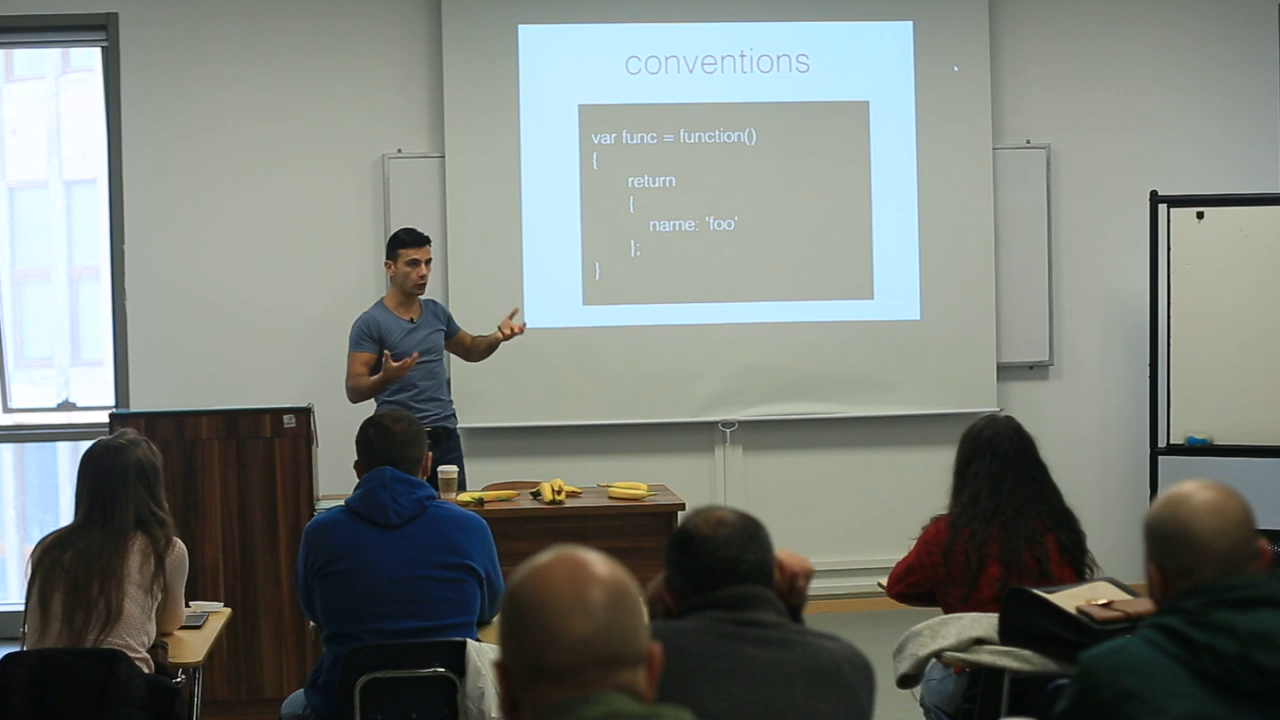 conventions
var func = function()
{
return
{
name: 'foo'
};
}